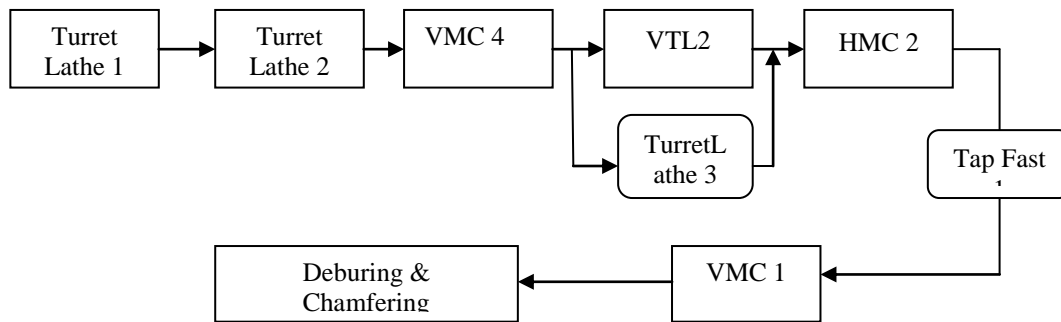 Turret
Lathe 1
Turret
Lathe 2
VMC 4
VTL2
HMC 2
TurretL
athe 3
Tap Fast
VMC 1
Deburing &
Chamfering